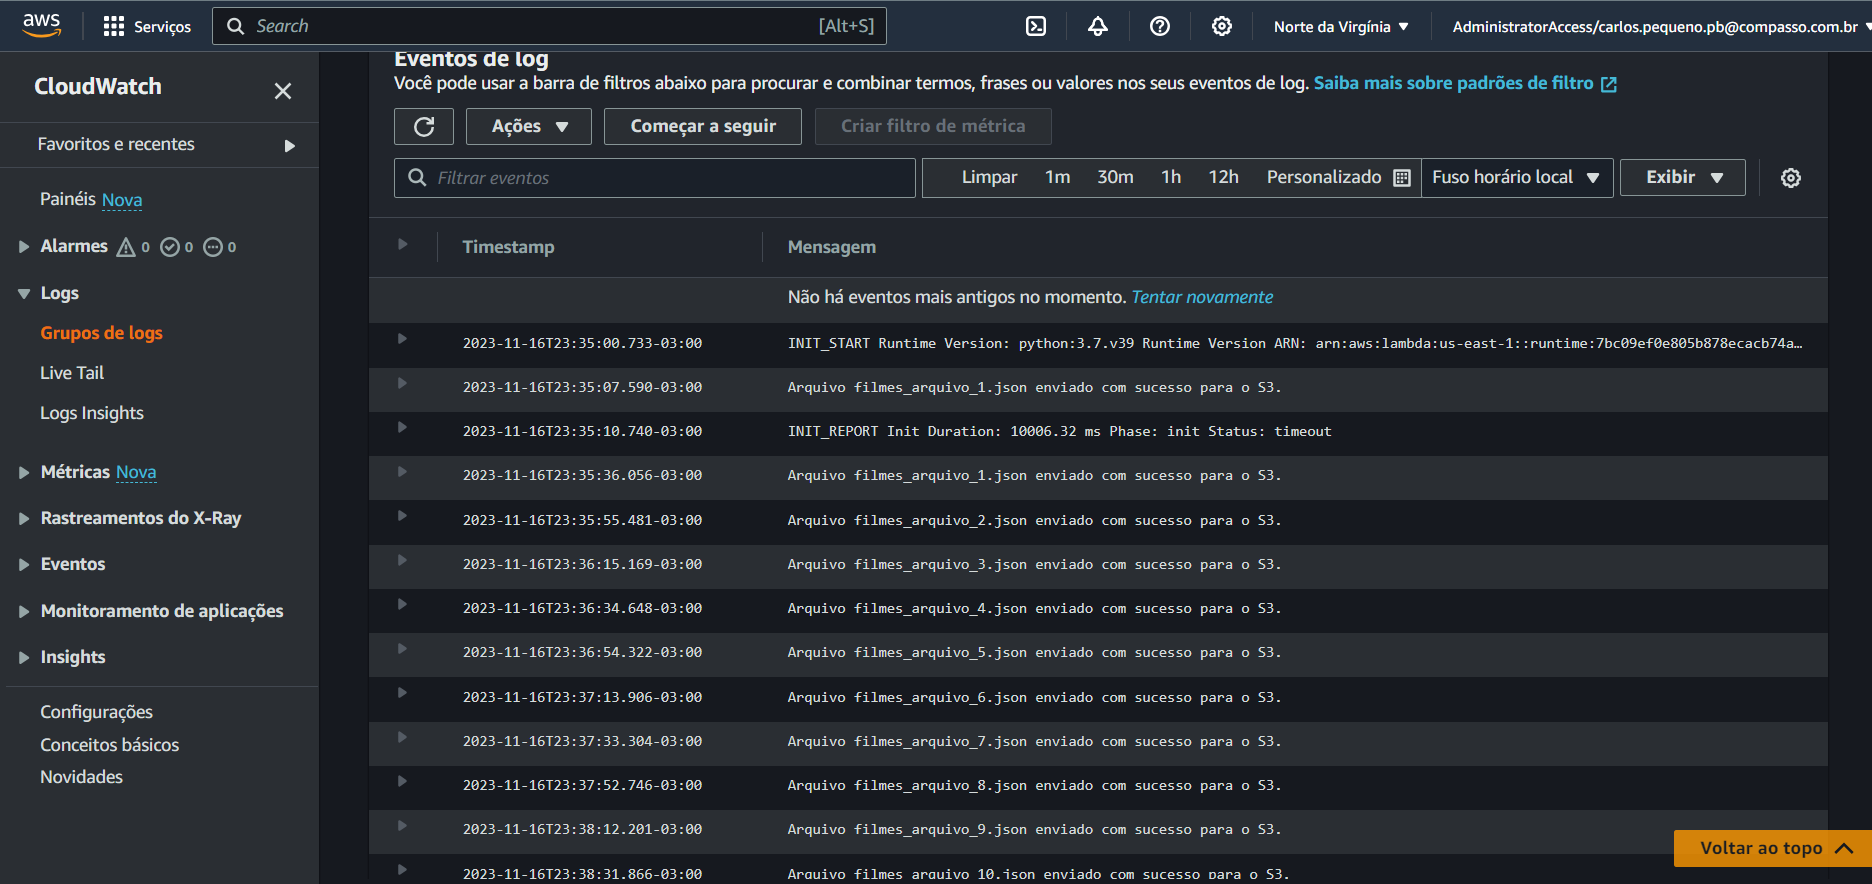 aws Serviços Search [Alt+S] Norte da Virgínia AdministratorAccess/carlos.pequeno.pb@compasso.com.br
CloudWatch
Favoritos e recentes
Painéis Nova
Alarmes 0 0 0
Logs
Grupos de logs
Live Tail
Logs Insights
Métricas Nova
Rastreamentos do X-Ray
Eventos
Monitoramento de aplicações
Insights
Configurações
Conceitos básicos
Novidades
Eventos de log
Você pode usar a barra de filtros abaixo para procurar e combinar termos, frases ou valores nos seus eventos de log. Saiba mais sobre padrões de filtro
Ações Começar a seguir Criar filtro de métrica
Filtrar eventos Limpar 1m 30m 1h 12h Personalizado Fuso horário local Exibir
Timestamp Mensagem
Não há eventos mais antigos no momento. Tentar novamente
2023-11-16T23:35:00.733-03:00 INIT_START Runtime Version: python:3.7.v39 Runtime Version ARN: arn:aws:lambda:us-east-1::runtime:7bc09ef0e805b878ecacb74a…
2023-11-16T23:35:07.590-03:00 Arquivo filmes_arquivo_1.json enviado com sucesso para o S3.
2023-11-16T23:35:10.740-03:00 INIT_REPORT Init Duration: 10006.32 ms Phase: init Status: timeout
2023-11-16T23:35:36.056-03:00 Arquivo filmes_arquivo_1.json enviado com sucesso para o S3.
2023-11-16T23:35:55.481-03:00 Arquivo filmes_arquivo_2.json enviado com sucesso para o S3.
2023-11-16T23:36:15.169-03:00 Arquivo filmes_arquivo_3.json enviado com sucesso para o S3.
2023-11-16T23:36:34.648-03:00 Arquivo filmes_arquivo_4.json enviado com sucesso para o S3.
2023-11-16T23:36:54.322-03:00 Arquivo filmes_arquivo_5.json enviado com sucesso para o S3.
2023-11-16T23:37:13.906-03:00 Arquivo filmes_arquivo_6.json enviado com sucesso para o S3.
2023-11-16T23:37:33.304-03:00 Arquivo filmes_arquivo_7.json enviado com sucesso para o S3.
2023-11-16T23:37:52.746-03:00 Arquivo filmes_arquivo_8.json enviado com sucesso para o S3.
2023-11-16T23:38:12.201-03:00 Arquivo filmes_arquivo_9.json enviado com sucesso para o S3.
2023-11-16T23:38:31.866-03:00 Arquivo filmes_arquivo_10.json enviado com sucesso para o S3.
Voltar ao topo